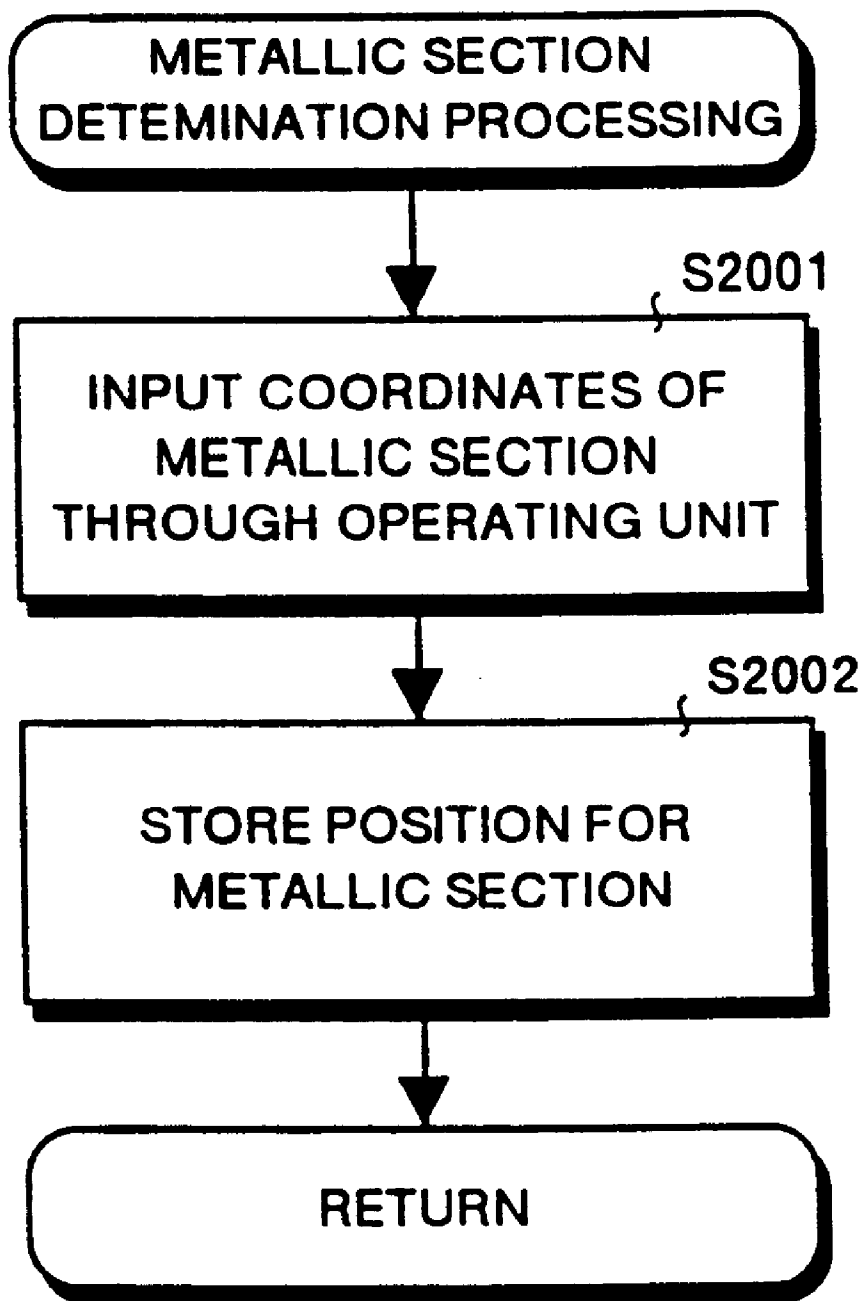 METALLIC SECTION
DETEMINATION PROCESSING
S2001
INPUT COORDINATES OF
METALLIC SECTION
THROUGH OPERATING UNIT
S2002
STORE POSITION FOR
METALLIC SECTION
RETURN